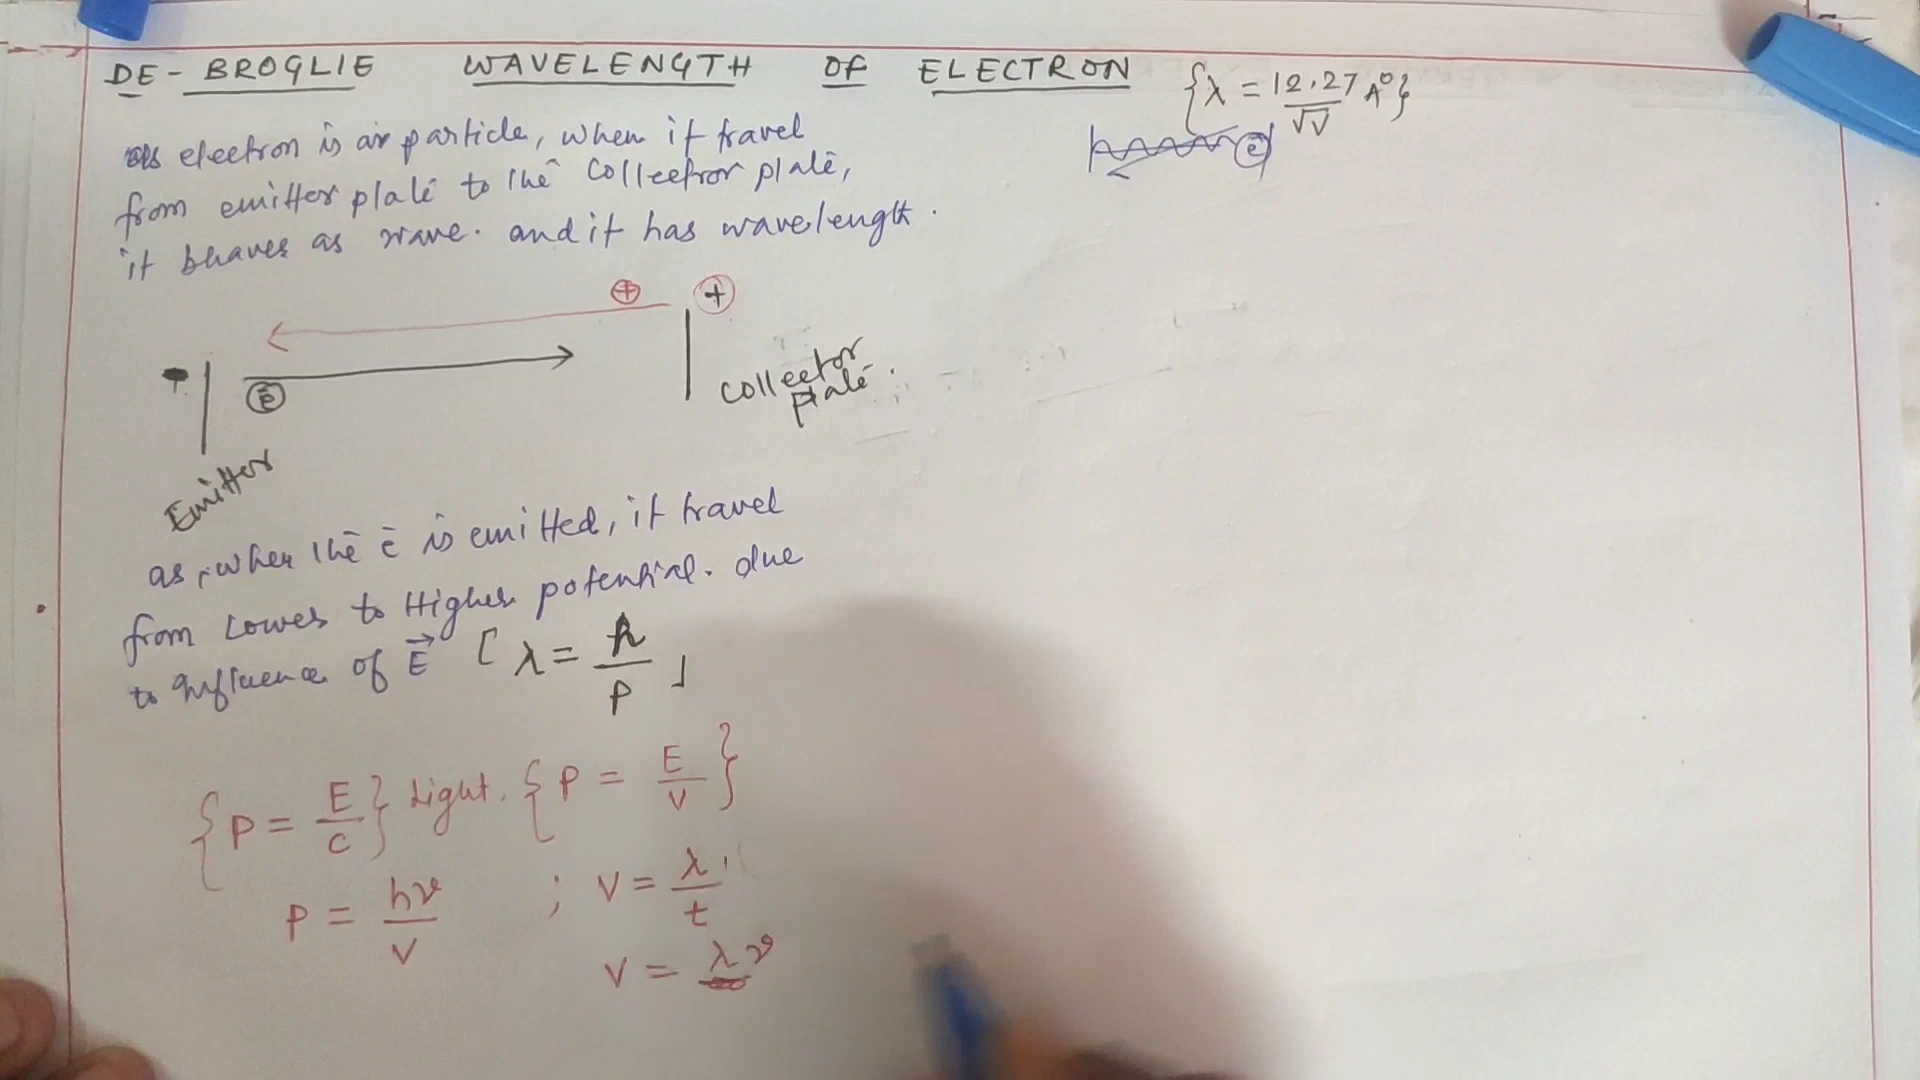 DE-BROGLIE WAVELENGTH OF ELECTRON {λ = 12.27/√V A°}
as electron is a particle, when it travel
from emitter plate to the collector plate,
it bhaves as wave. and it has wavelength.
e⁻
⊕ +
e⁻
collector
plate.
Emitter
as, when the e⁻ is emitted, it travel
from Lower to Higher potential. due
to influence of E⃗ [λ = h/P]
{P = E/C} Light. {P = E/V}
P = hν/V ; V = λ/t
V = λν